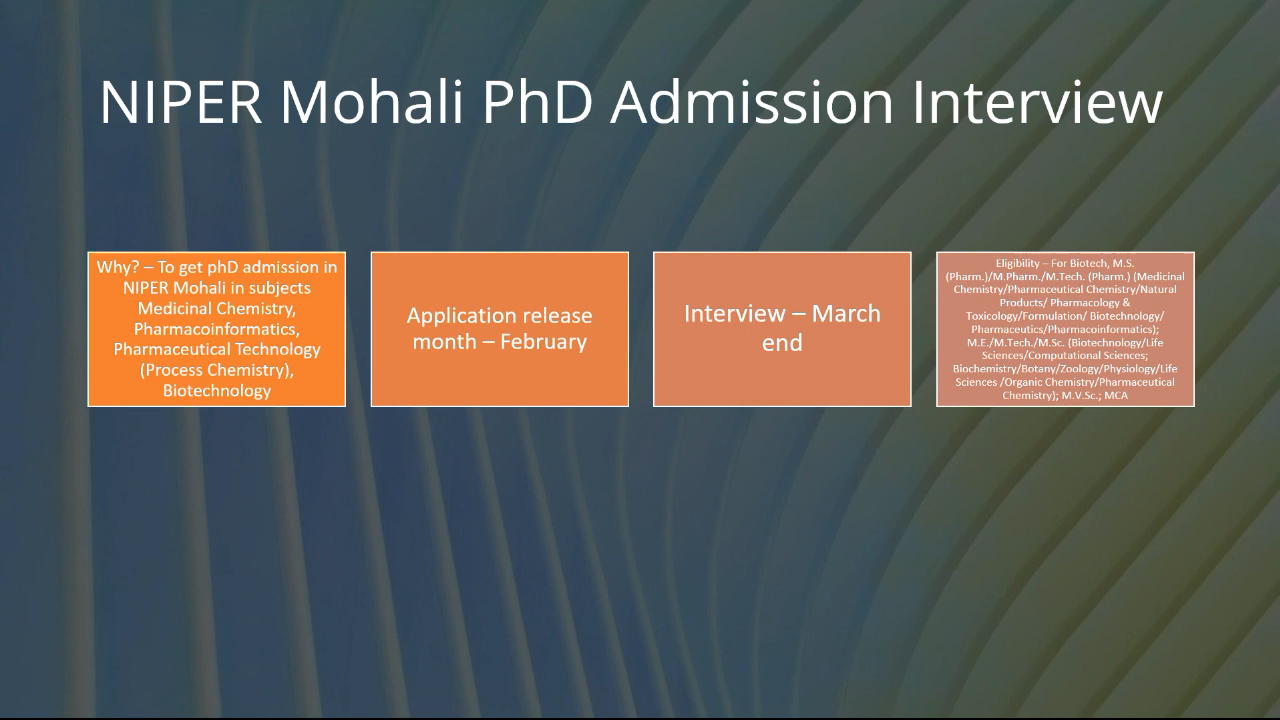 NIPER Mohali PhD Admission Interview
Why? – To get phD admission in
NIPER Mohali in subjects
Medicinal Chemistry,
Pharmacoinformatics,
Pharmaceutical Technology
(Process Chemistry),
Biotechnology
Application release
month – February
Interview – March
end
Eligibility – For Biotech, M.S.
(Pharm.)/M.Pharm./M.Tech. (Pharm.) (Medicinal
Chemistry/Pharmaceutical Chemistry/Natural
Products/ Pharmacology &
Toxicology/Formulation/ Biotechnology/
Pharmaceutics/Pharmacoinformatics);
M.E./M.Tech./M.Sc. (Biotechnology/Life
Sciences/Computational Sciences;
Biochemistry/Botany/Zoology/Physiology/Life
Sciences /Organic Chemistry/Pharmaceutical
Chemistry); M.V.Sc.; MCA